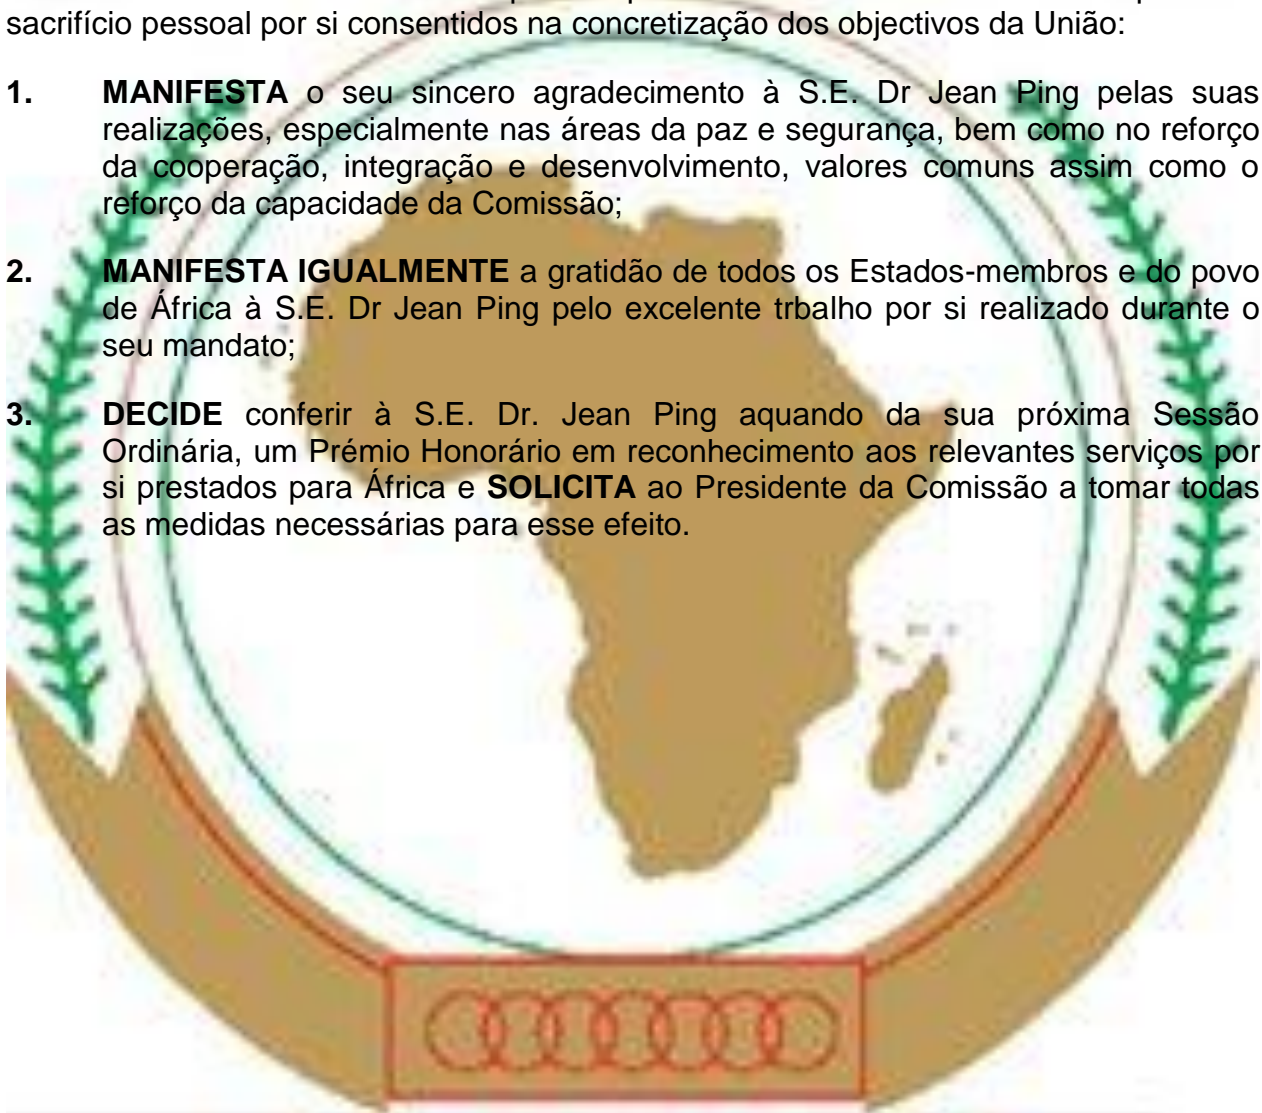 sacrifício pessoal por si consentidos na concretização dos objectivos da União:
1. MANIFESTA o seu sincero agradecimento à S.E. Dr Jean Ping pelas suas
realizações, especialmente nas áreas da paz e segurança, bem como no reforço
da cooperação, integração e desenvolvimento, valores comuns assim como o
reforço da capacidade da Comissão;
2. MANIFESTA IGUALMENTE a gratidão de todos os Estados-membros e do povo
de África à S.E. Dr Jean Ping pelo excelente trbalho por si realizado durante o
seu mandato;
3. DECIDE conferir à S.E. Dr. Jean Ping aquando da sua próxima Sessão
Ordinária, um Prémio Honorário em reconhecimento aos relevantes serviços por
si prestados para África e SOLICITA ao Presidente da Comissão a tomar todas
as medidas necessárias para esse efeito.